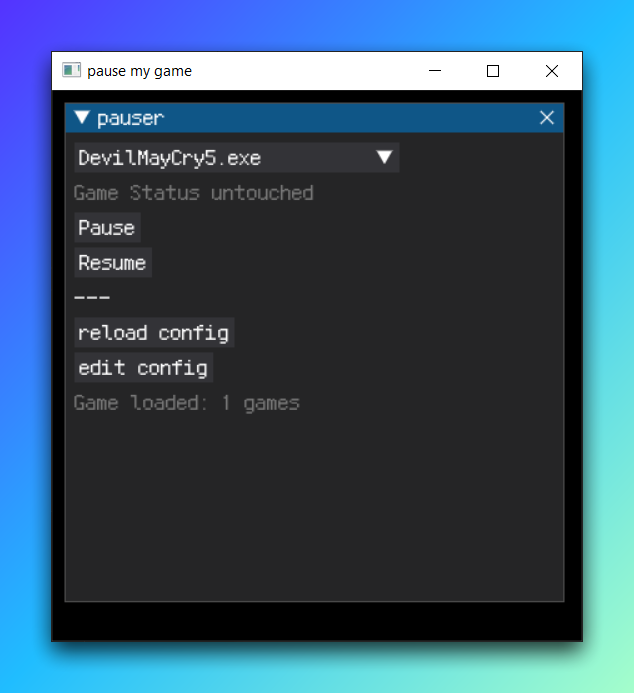 pause my game
pauser
DevilMayCry5.exe
Game Status untouched
Pause
Resume
---
reload config
edit config
Game loaded: 1 games